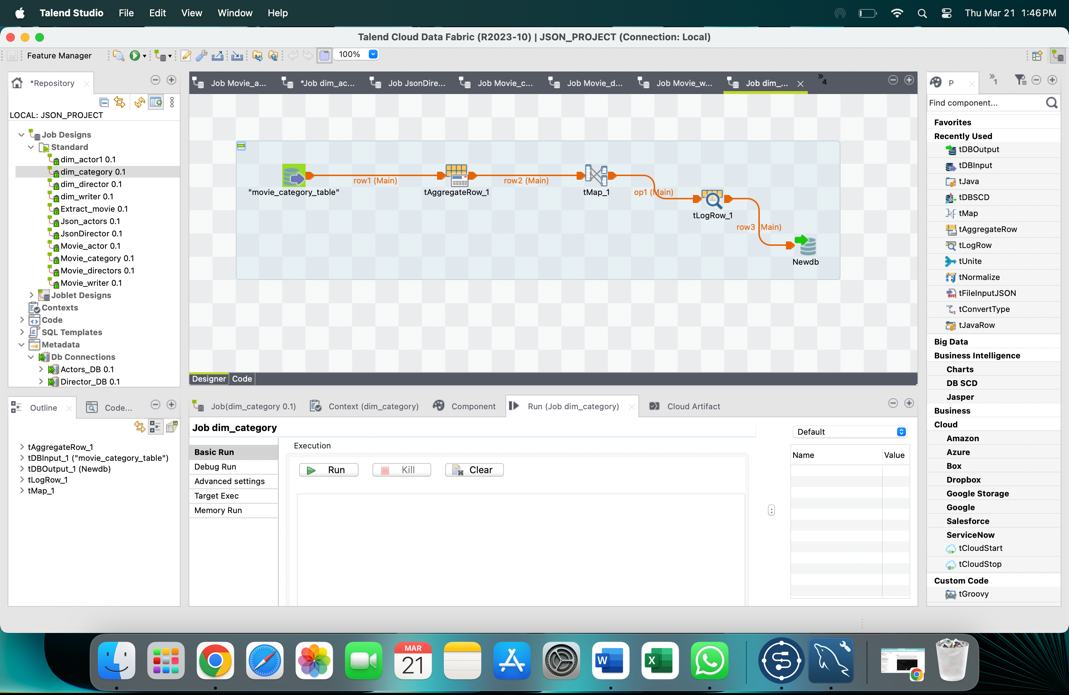 Talend Studio File Edit View Window Help Thu Mar 21 1:46 PM
Talend Cloud Data Fabric (R2023-10) | JSON_PROJECT (Connection: Local)
Feature Manager 100%
*Repository
LOCAL: JSON_PROJECT
Job Designs
Standard
dim_actor1 0.1
dim_category 0.1
dim_director 0.1
dim_writer 0.1
Extract_movie 0.1
Json_actors 0.1
JsonDirector 0.1
Movie_actor 0.1
Movie_category 0.1
Movie_directors 0.1
Movie_writer 0.1
Joblet Designs
Contexts
Code
SQL Templates
Metadata
Db Connections
Actors_DB 0.1
Director_DB 0.1
Job Movie_a... *Job dim_ac... Job JsonDire... Job Movie_c... Job Movie_d... Job Movie_w... Job dim_... 4
row1 (Main) row2 (Main)
"movie_category_table" tAggregateRow_1 tMap_1 op1 (Main)
tLogRow_1
row3 (Main)
Newdb
Designer Code
P 1
Find component...
Favorites
Recently Used
tDBOutput
tDBInput
tJava
tDBSCD
tMap
tAggregateRow
tLogRow
tUnite
tNormalize
tFileInputJSON
tConvertType
tJavaRow
Big Data
Business Intelligence
Charts
DB SCD
Jasper
Business
Cloud
Amazon
Azure
Box
Dropbox
Google Storage
Google
Salesforce
ServiceNow
tCloudStart
tCloudStop
Custom Code
tGroovy
Outline Code...
tAggregateRow_1
tDBInput_1 ("movie_category_table")
tDBOutput_1 (Newdb)
tLogRow_1
tMap_1
Job(dim_category 0.1) Context (dim_category) Component Run (Job dim_category) Cloud Artifact
Job dim_category
Basic Run
Debug Run
Advanced settings
Target Exec
Memory Run
Execution
Run Kill Clear
Default
Name Value
MAR
21
W X